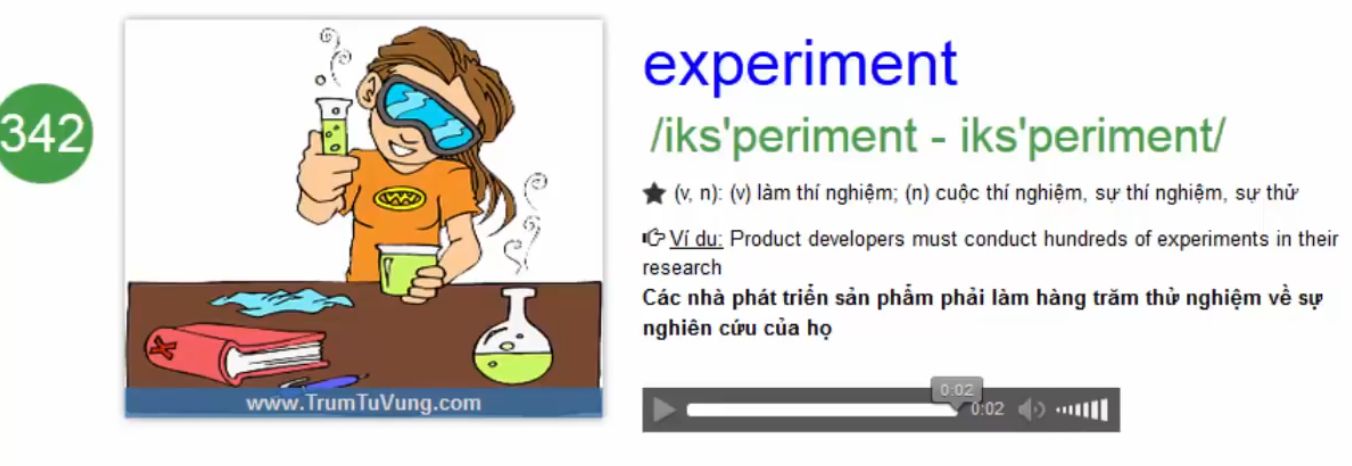 342
experiment
/iks'periment - iks'periment/
★ (v, n): (v) làm thí nghiệm; (n) cuộc thí nghiệm, sự thí nghiệm, sự thử
Ví du: Product developers must conduct hundreds of experiments in their
research
Các nhà phát triển sản phẩm phải làm hàng trăm thử nghiệm về sự
nghiên cứu của họ
www.TrumTuVung.com
0:02
0:02